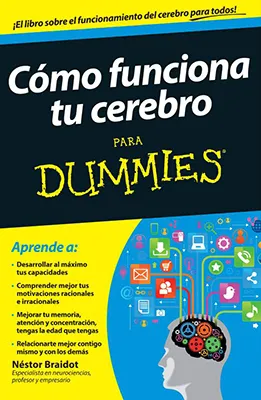 ¡El libro sobre el funcionamiento del cerebro para todos!
Cómo funciona
tu cerebro
PARA
DUMMIES®
Aprende a:
• Desarrollar al máximo
tus capacidades
• Comprender mejor tus
motivaciones racionales
e irracionales
• Mejorar tu memoria,
atención y concentración,
tengas la edad que tengas
• Relacionarte mejor contigo
mismo y con los demás
Néstor Braidot
Especialista en neurociencias,
profesor y empresario